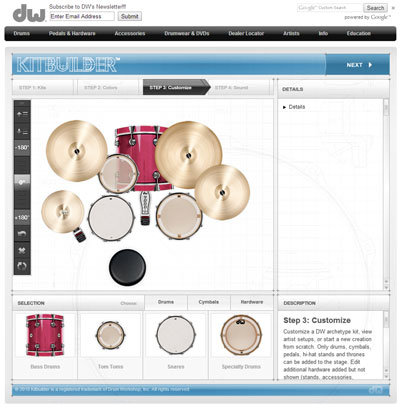 dw
Subscribe to DW's Newsletter!!!
Enter Email Address
Submit
Google™ Custom Search
Search
×
powered by Google™
Drums
Pedals & Hardware
Accessories
Drumwear & DVDs
Dealer Locator
Artists
Info
Education
KITBUILDER™
NEXT
STEP 1: Kits
STEP 2: Colors
STEP 3: Customize
STEP 4: Sound
DETAILS
Details
-180°
0°
+180°
SELECTION
Choose
Drums
Cymbals
Hardware
DESCRIPTION
Bass Drums
Tom Toms
Snares
Specialty Drums
Step 3: Customize
Customize a DW archetype kit, view
artist setups, or start a new creation
from scratch. Only drums, cymbals,
pedals, hi-hat stands and thrones
can be added to the stage. Edit
additional hardware added but not
shown (stands, accessories,
© 2010 Kitbuilder is a registered trademark of Drum Workshop, Inc. All rights reserved.
dw